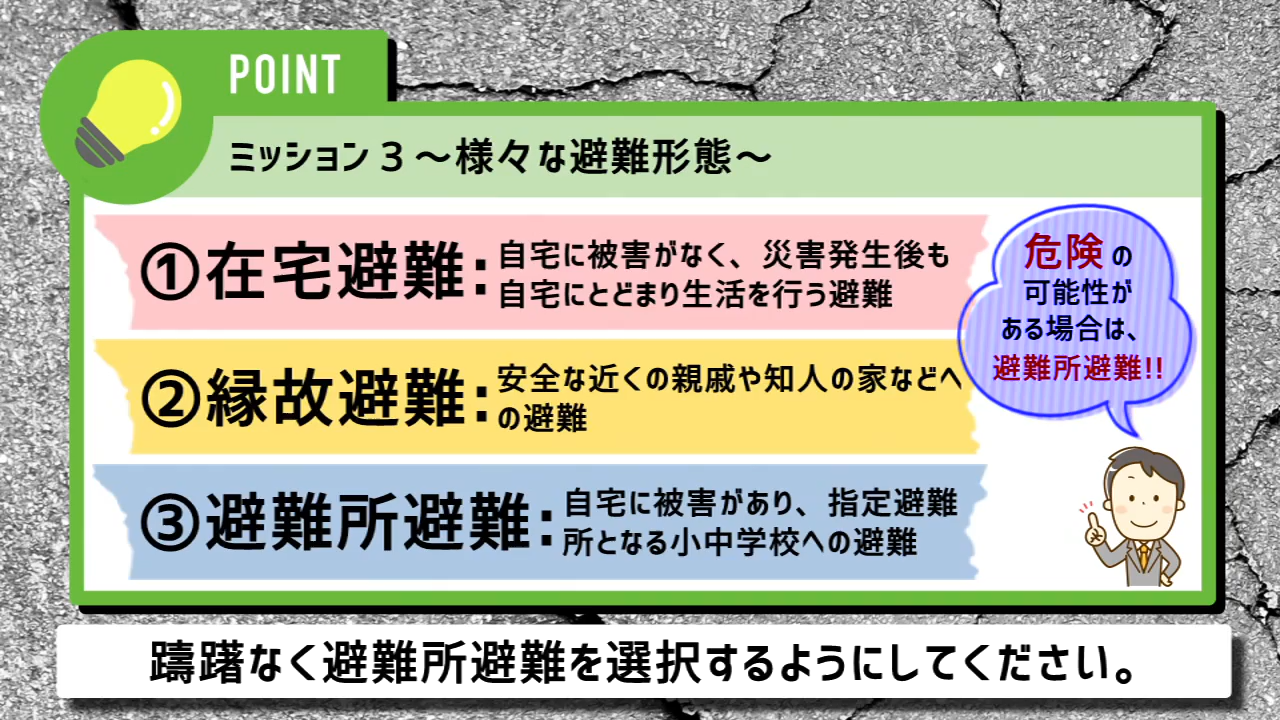 POINT
ミッション３～様々な避難形態～
①在宅避難:
自宅に被害がなく、災害発生後も
自宅にとどまり生活を行う避難
②縁故避難:
安全な近くの親戚や知人の家などへ
の避難
③避難所避難:
自宅に被害があり、指定避難
所となる小中学校への避難
危険の
可能性が
ある場合は、
避難所避難!!
躊躇なく避難所避難を選択するようにしてください。